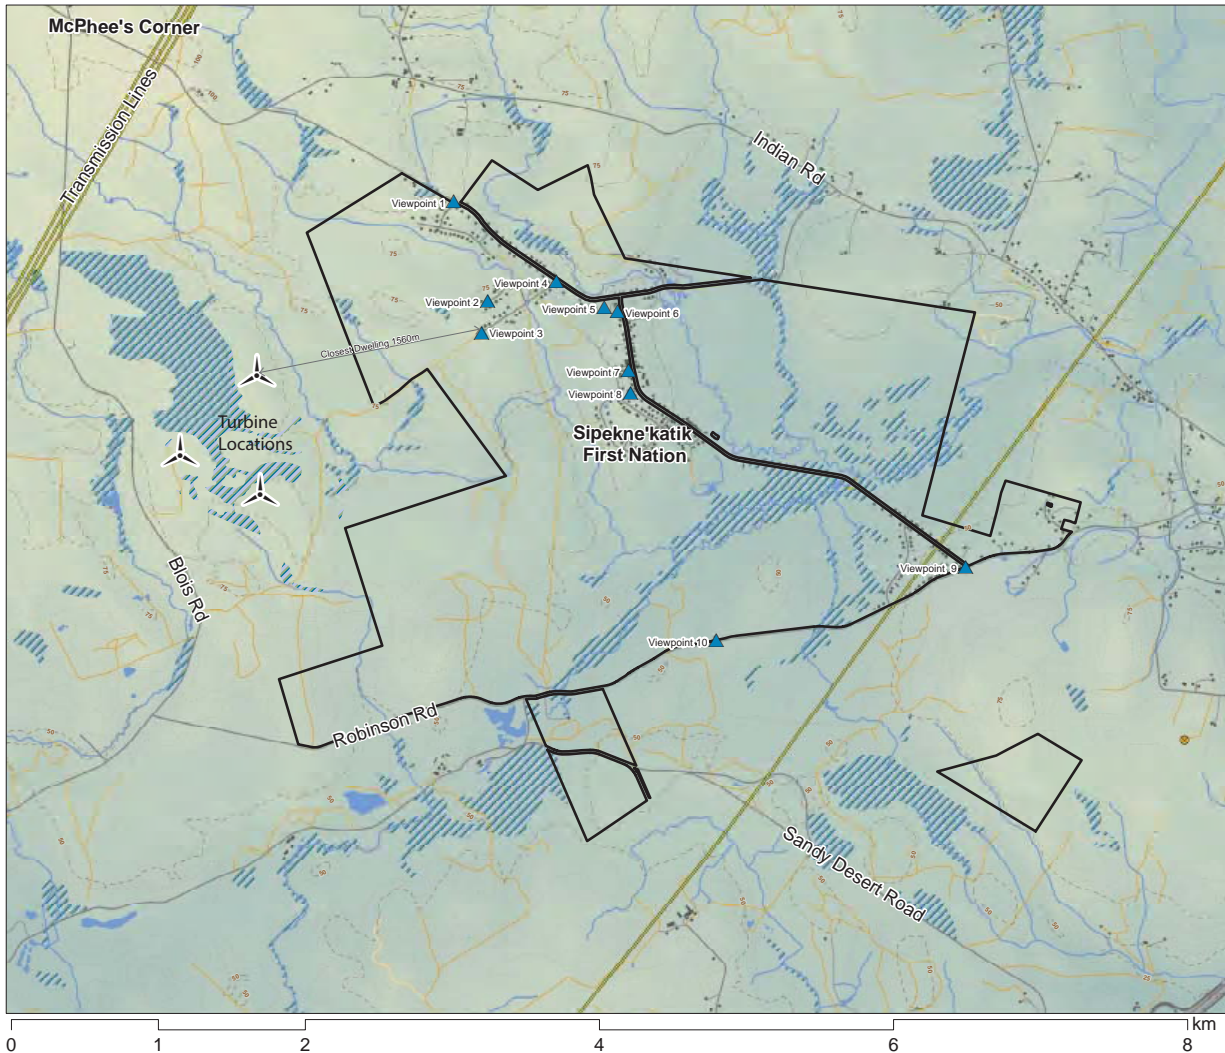 McPhee's Corner
Transmission Lines
Indian Rd
Viewpoint 1
Viewpoint 4
Viewpoint 2
Viewpoint 5
Viewpoint 6
Viewpoint 3
Closest Dwelling 1560m
Viewpoint 7
Viewpoint 8
Turbine
Locations
Sipekne'katik
First Nation
Viewpoint 9
Blois Rd
Viewpoint 10
Robinson Rd
Sandy Desert Road
km
0 1 2 4 6 8